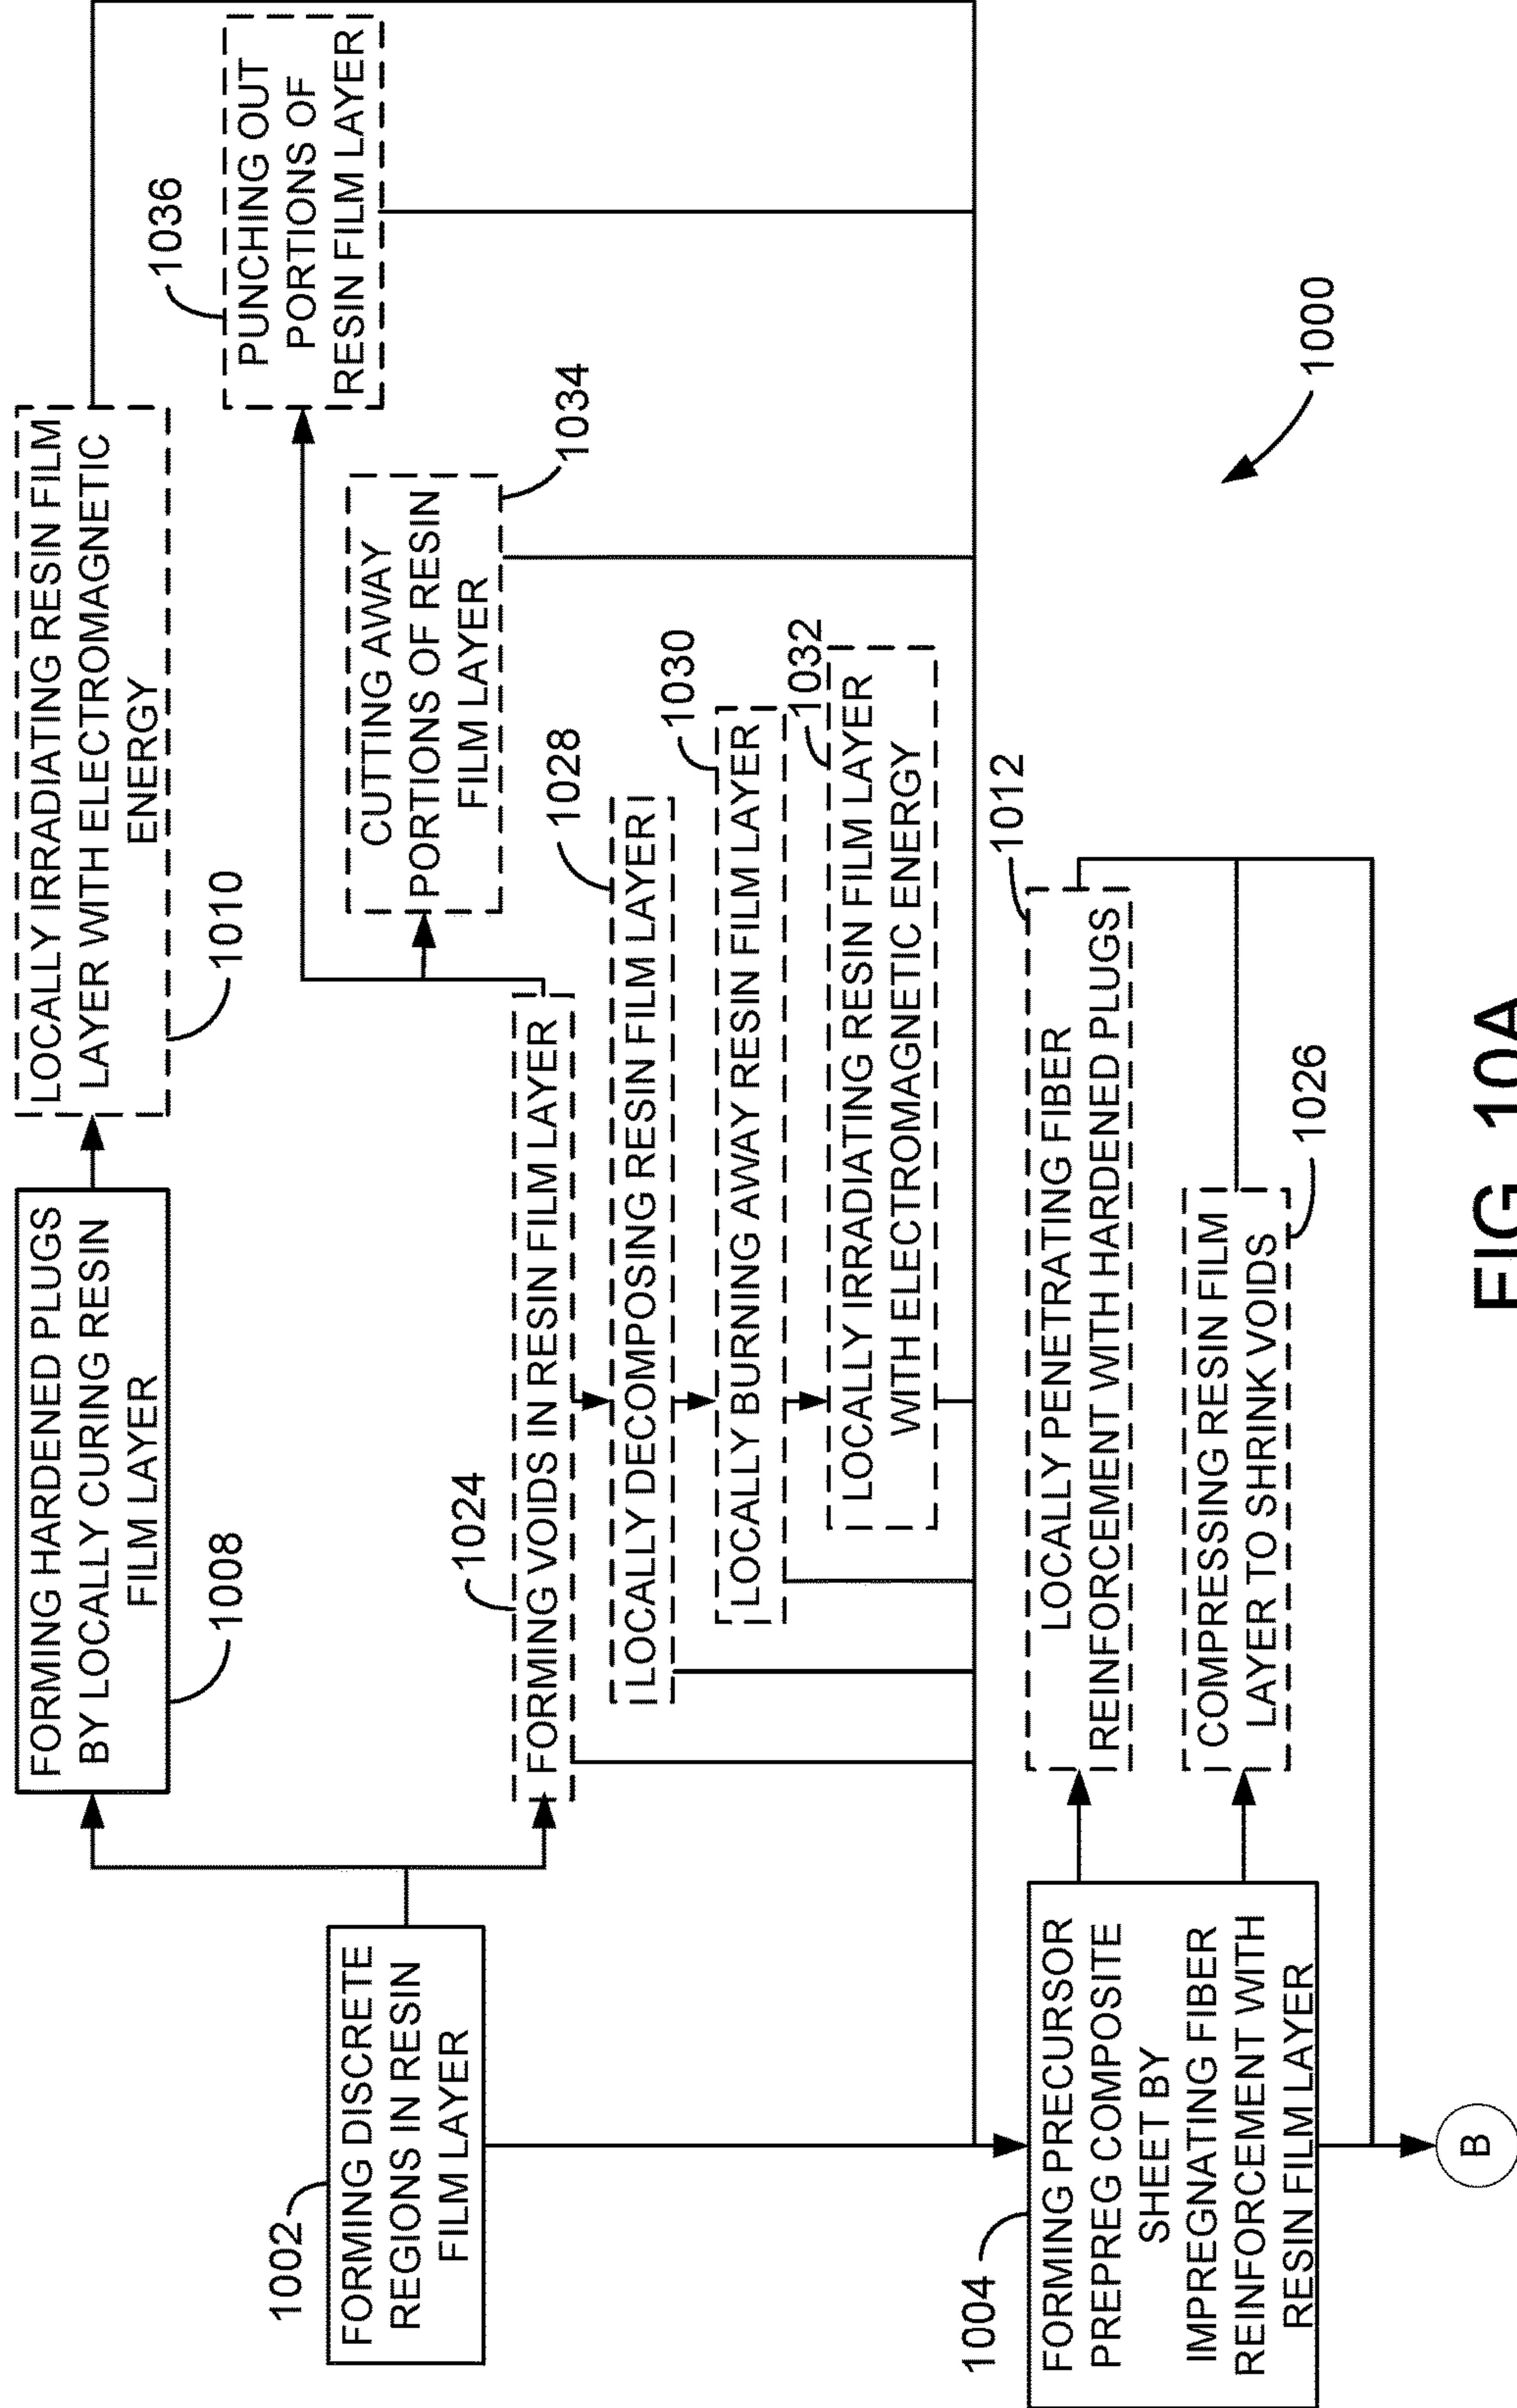 FORMING HARDENED PLUGS
BY LOCALLY CURING RESIN
FILM LAYER
1008
LOCALLY IRRADIATING RESIN FILM
LAYER WITH ELECTROMAGNETIC
ENERGY
1010
1036
PUNCHING OUT
PORTIONS OF
RESIN FILM LAYER
1002
FORMING DISCRETE
REGIONS IN RESIN
FILM LAYER
CUTTING AWAY
PORTIONS OF RESIN
FILM LAYER
1034
1024
FORMING VOIDS IN RESIN FILM LAYER
1028
LOCALLY DECOMPOSING RESIN FILM LAYER
1030
LOCALLY BURNING AWAY RESIN FILM LAYER
1032
LOCALLY IRRADIATING RESIN FILM LAYER
WITH ELECTROMAGNETIC ENERGY
1004
FORMING PRECURSOR
PREPREG COMPOSITE
SHEET BY
IMPREGNATING FIBER
REINFORCEMENT WITH
RESIN FILM LAYER
1012
LOCALLY PENETRATING FIBER
REINFORCEMENT WITH HARDENED PLUGS
COMPRESSING RESIN FILM
LAYER TO SHRINK VOIDS
1026
1000
B
FIG. 10A